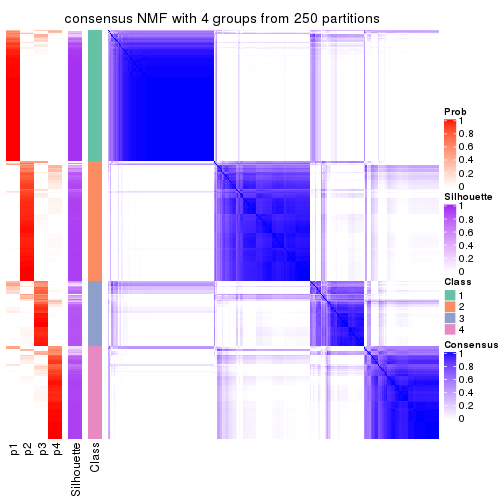 consensus NMF with 4 groups from 250 partitions
Prob
1
0.8
0.6
0.4
0.2
0
Silhouette
1
0.8
0.6
0.4
0.2
0
Class
1
2
3
4
Consensus
1
0.8
0.6
0.4
0.2
0
p1
p2
p3
p4
Silhouette
Class